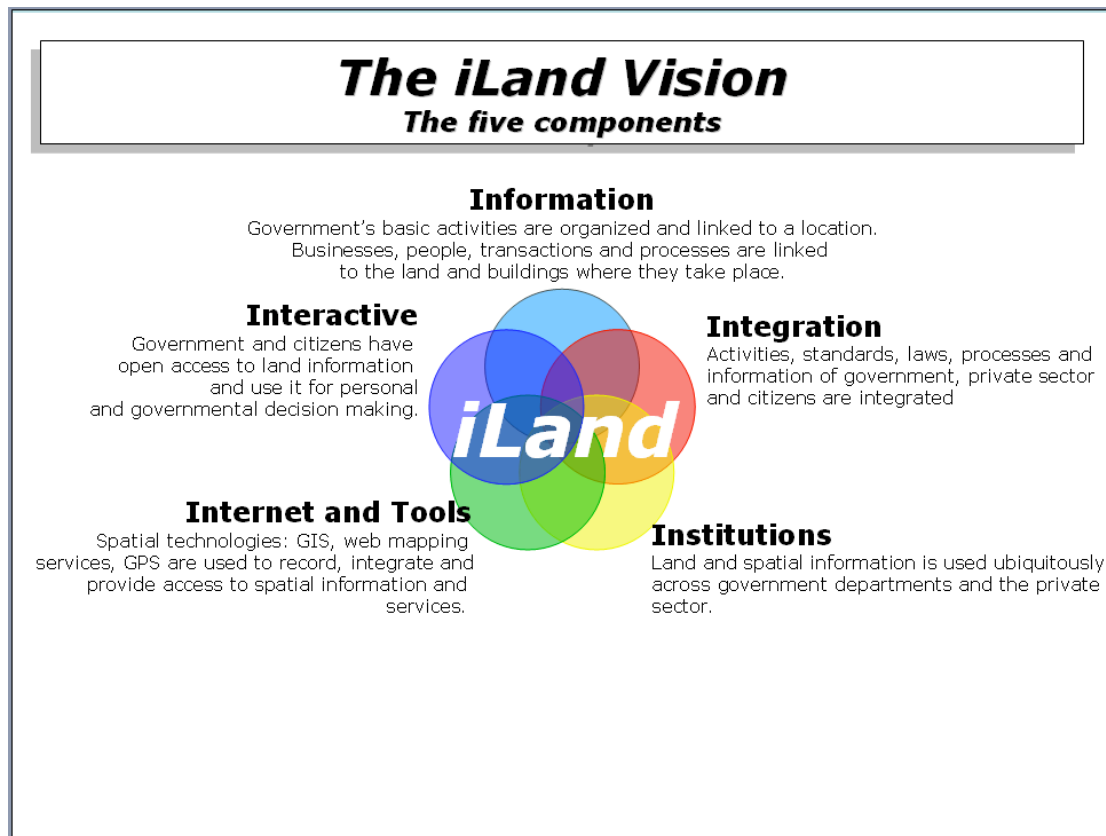 The iLand Vision
The five components
Information
Government's basic activities are organized and linked to a location.
Businesses, people, transactions and processes are linked
to the land and buildings where they take place.
Interactive
Government and citizens have
open access to land information
and use it for personal
and governmental decision making.
Integration
Activities, standards, laws, processes and
information of government, private sector
and citizens are integrated
iLand
Internet and Tools
Spatial technologies: GIS, web mapping
services, GPS are used to record, integrate and
provide access to spatial information and
services.
Institutions
Land and spatial information is used ubiquitously
across government departments and the private
sector.